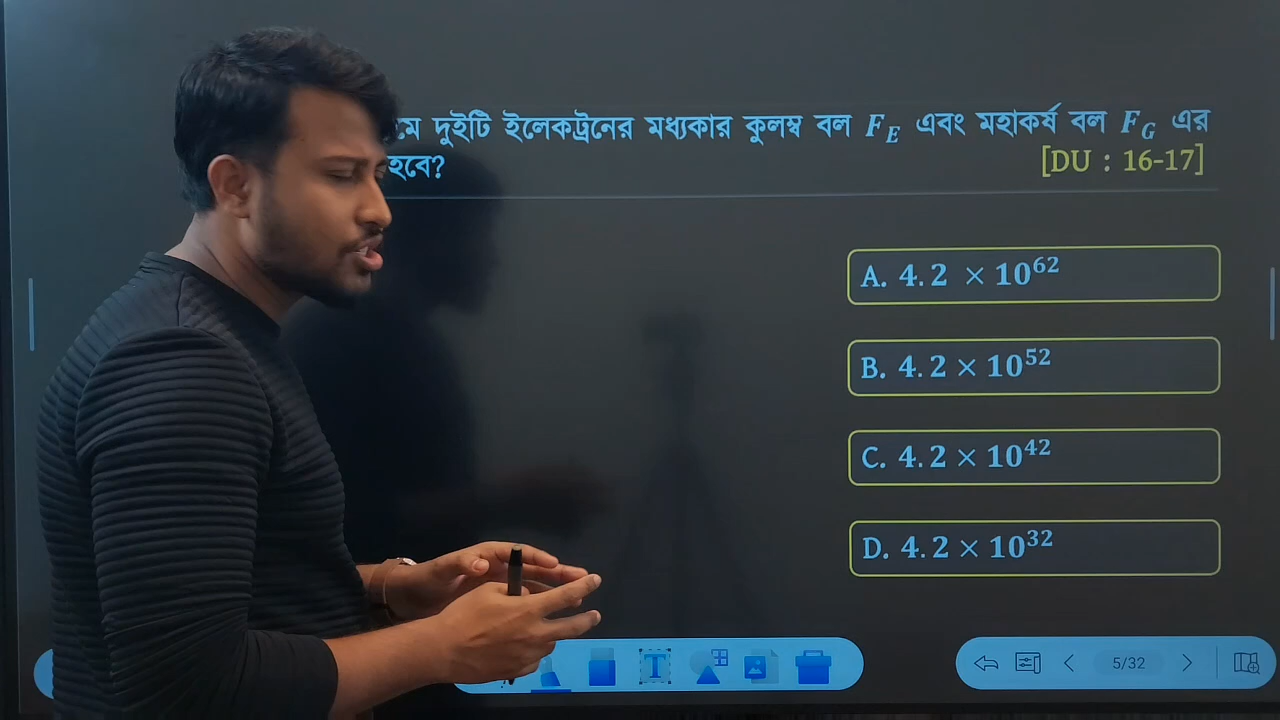 দুইটি ইলেকট্রনের মধ্যকার কুলম্ব বল F_E এবং মহাকর্ষ বল F_G এর
হবে?
[DU : 16-17]
A. 4.2 × 10^62
B. 4.2 × 10^52
C. 4.2 × 10^42
D. 4.2 × 10^32
T
5/32